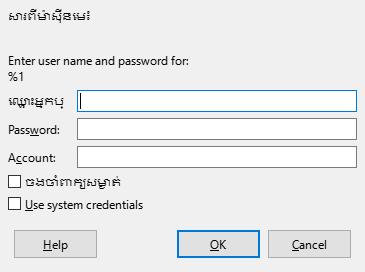 សារពីម៉ាស៊ីនមេ៖
Enter user name and password for:
%1
ឈ្មោះអ្នកប្រ
Password:
Account:
ចងចាំពាក្យសម្ងាត់
Use system credentials
Help
OK
Cancel